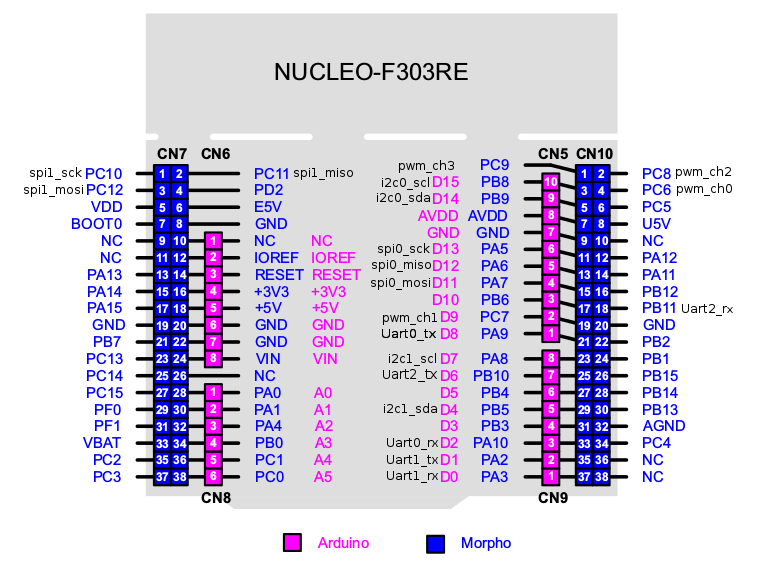 NUCLEO-F303RE
CN7 CN6 CN5 CN10
pwm_ch3 PC9
spi1_sck PC10 1 2 PC11 spi1_miso i2c0_scl D15 PB8 10 1 2 PC8 pwm_ch2
spi1_mosi PC12 3 4 PD2 i2c0_sda D14 PB9 9 3 4 PC6 pwm_ch0
VDD 5 6 E5V AVDD AVDD 8 5 6 PC5
BOOT0 7 8 GND GND GND 7 7 8 U5V
NC 9 10 1 NC NC spi0_sck D13 PA5 6 9 10 NC
NC 11 12 2 IOREF IOREF spi0_miso D12 PA6 5 11 12 PA12
PA13 13 14 3 RESET RESET spi0_mosi D11 PA7 4 13 14 PA11
PA14 15 16 4 +3V3 +3V3 D10 PB6 3 15 16 PB12
PA15 17 18 5 +5V +5V pwm_ch1 D9 PC7 2 17 18 PB11 Uart2_rx
GND 19 20 6 GND GND Uart0_tx D8 PA9 1 19 20 GND
PB7 21 22 7 GND GND 21 22 PB2
PC13 23 24 8 VIN VIN i2c1_scl D7 PA8 8 23 24 PB1
PC14 25 26 NC Uart2_tx D6 PB10 7 25 26 PB15
PC15 27 28 1 PA0 A0 D5 PB4 6 27 28 PB14
PF0 29 30 2 PA1 A1 i2c1_sda D4 PB5 5 29 30 PB13
PF1 31 32 3 PA4 A2 D3 PB3 4 31 32 AGND
VBAT 33 34 4 PB0 A3 Uart0_rx D2 PA10 3 33 34 PC4
PC2 35 36 5 PC1 A4 Uart1_tx D1 PA2 2 35 36 NC
PC3 37 38 6 PC0 A5 Uart1_rx D0 PA3 1 37 38 NC
CN8 CN9
Arduino Morpho